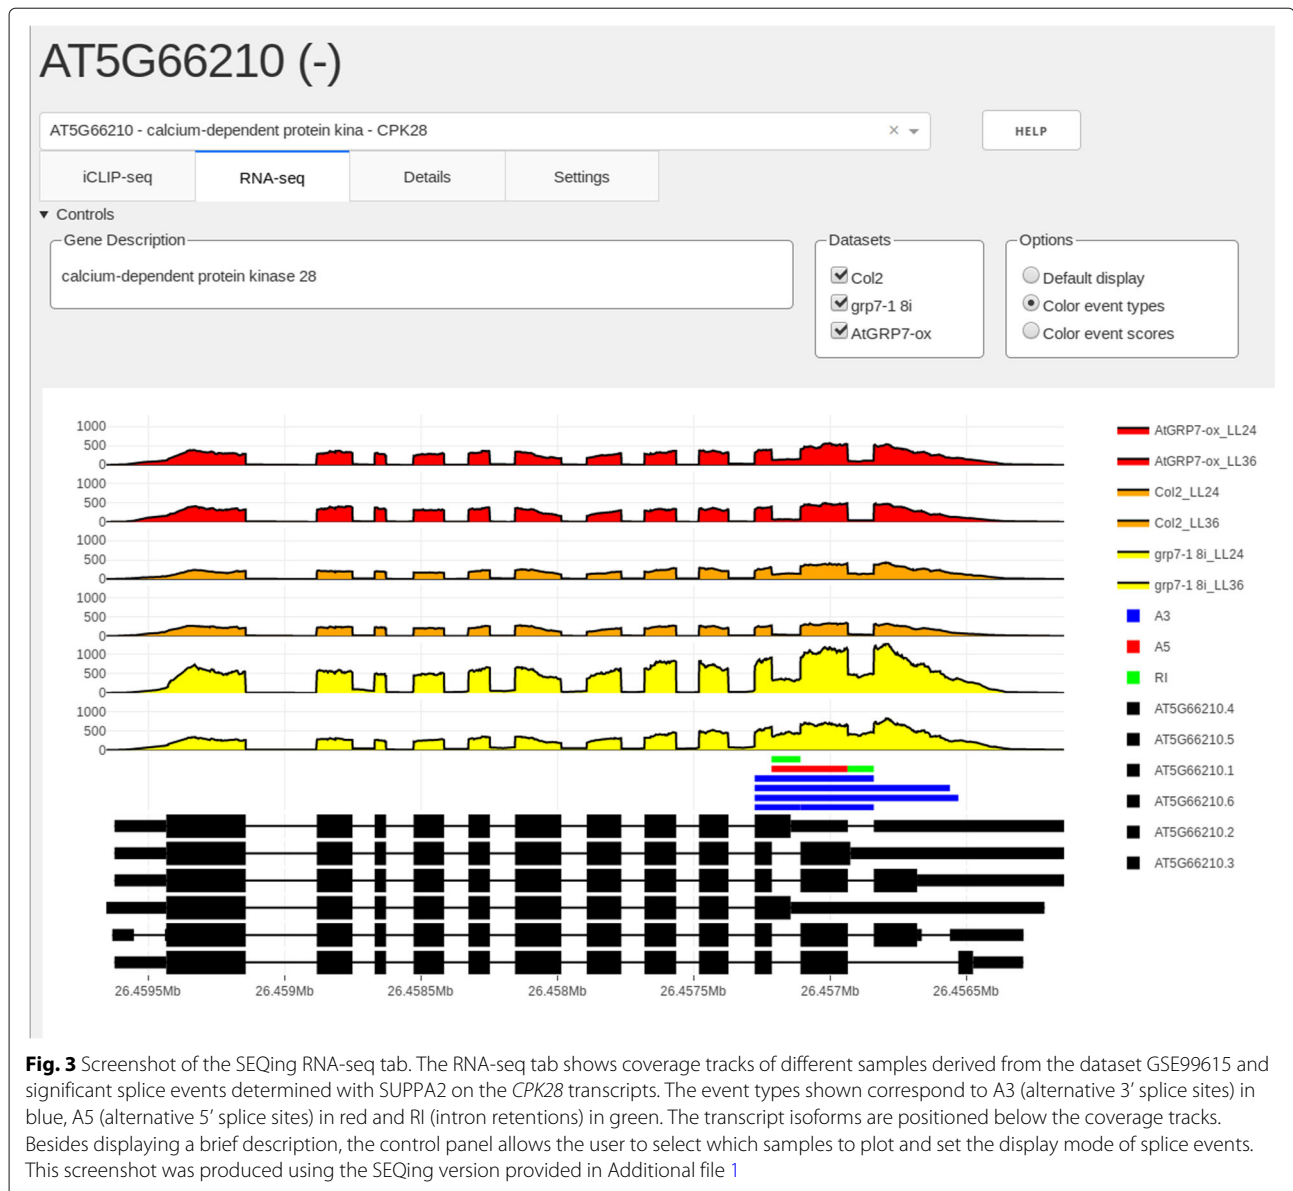 AT5G66210 (-)
AT5G66210 - calcium-dependent protein kina - CPK28
×
HELP
iCLIP-seq
RNA-seq
Details
Settings
▼ Controls
Gene Description
calcium-dependent protein kinase 28
Datasets
Col2
grp7-1 8i
AtGRP7-ox
Options
Default display
Color event types
Color event scores
1000
500
0
1000
500
0
1000
500
0
1000
500
0
1000
500
0
1000
500
0
26.4595Mb
26.459Mb
26.4585Mb
26.458Mb
26.4575Mb
26.457Mb
26.4565Mb
AtGRP7-ox_LL24
AtGRP7-ox_LL36
Col2_LL24
Col2_LL36
grp7-1 8i_LL24
grp7-1 8i_LL36
A3
A5
RI
AT5G66210.4
AT5G66210.5
AT5G66210.1
AT5G66210.6
AT5G66210.2
AT5G66210.3
Fig. 3 Screenshot of the SEQing RNA-seq tab. The RNA-seq tab shows coverage tracks of different samples derived from the dataset GSE99615 and
significant splice events determined with SUPPA2 on the CPK28 transcripts. The event types shown correspond to A3 (alternative 3′ splice sites) in
blue, A5 (alternative 5′ splice sites) in red and RI (intron retentions) in green. The transcript isoforms are positioned below the coverage tracks.
Besides displaying a brief description, the control panel allows the user to select which samples to plot and set the display mode of splice events.
This screenshot was produced using the SEQing version provided in Additional file 1